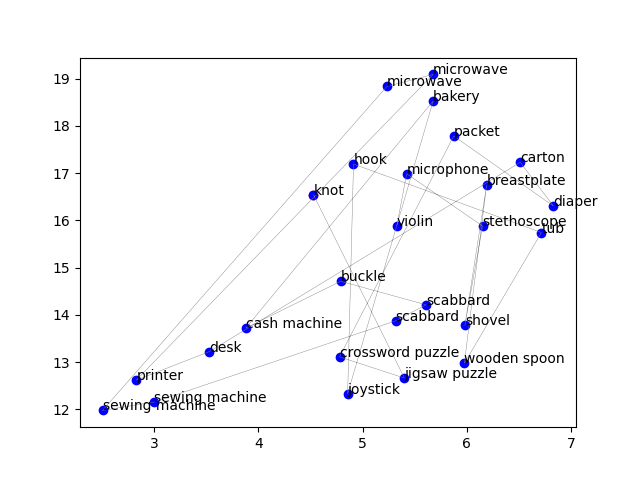 microwave
microwave
bakery
packet
carton
hook
microphone
breastplate
knot
diaper
violin
stethoscope
tub
buckle
scabbard
scabbard
shovel
cash machine
desk
crossword puzzle
wooden spoon
printer
jigsaw puzzle
joystick
sewing machine
sewing machine
19
18
17
16
15
14
13
12
3 4 5 6 7